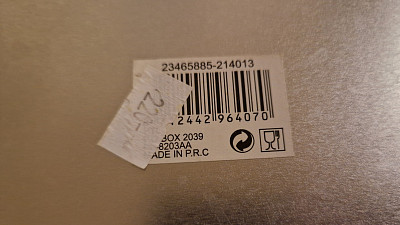 23465885-214013
2442 964070
BOX 2039
-8203AA
ADE IN P.R.C